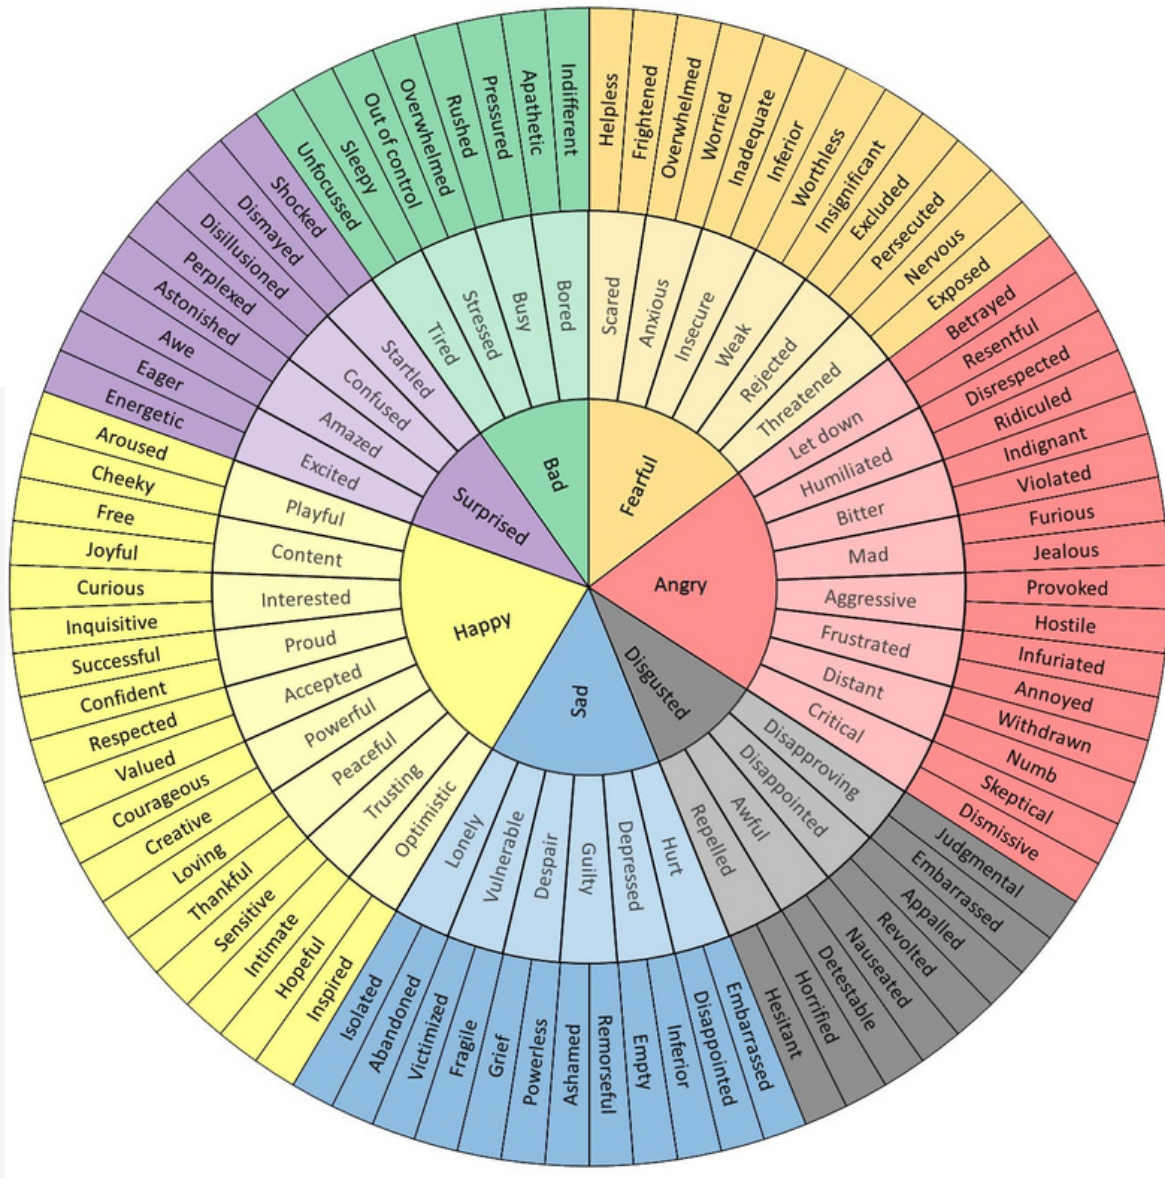 Fearful
Angry
Disgusted
Sad
Happy
Surprised
Bad
Scared
Anxious
Insecure
Weak
Rejected
Threatened
Let down
Humiliated
Bitter
Mad
Aggressive
Frustrated
Distant
Critical
Disapproving
Disappointed
Awful
Repelled
Hurt
Depressed
Guilty
Despair
Vulnerable
Lonely
Optimistic
Trusting
Peaceful
Powerful
Accepted
Proud
Interested
Content
Playful
Excited
Amazed
Confused
Startled
Tired
Stressed
Busy
Bored
Helpless
Frightened
Overwhelmed
Worried
Inadequate
Inferior
Worthless
Insignificant
Excluded
Persecuted
Nervous
Exposed
Betrayed
Resentful
Disrespected
Ridiculed
Indignant
Violated
Furious
Jealous
Provoked
Hostile
Infuriated
Annoyed
Withdrawn
Numb
Skeptical
Dismissive
Judgmental
Embarrassed
Appalled
Revolted
Nauseated
Detestable
Horrified
Hesitant
Embarrassed
Disappointed
Inferior
Empty
Remorseful
Ashamed
Powerless
Grief
Fragile
Victimized
Abandoned
Isolated
Inspired
Hopeful
Intimate
Sensitive
Thankful
Loving
Creative
Courageous
Valued
Respected
Confident
Successful
Inquisitive
Curious
Joyful
Free
Cheeky
Aroused
Energetic
Eager
Awe
Astonished
Perplexed
Disillusioned
Dismayed
Shocked
Unfocussed
Sleepy
Out of control
Overwhelmed
Rushed
Pressured
Apathetic
Indifferent